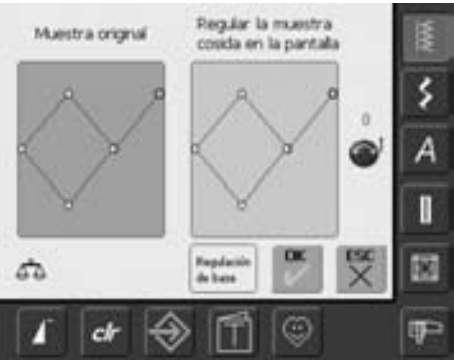 Muestra original
Regular la muestra
cosida en la pantalla
0
A
Regulación
de base
OK
ESC
clr